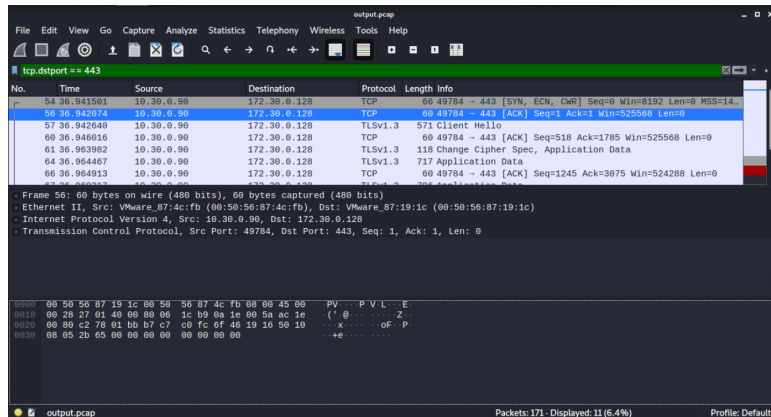 output.pcap
File Edit View Go Capture Analyze Statistics Telephony Wireless Tools Help
tcp.dstport == 443
No. Time Source Destination Protocol Length Info
54 36.941501 10.30.0.90 172.30.0.128 TCP 66 49784 → 443 [SYN, ECN, CWR] Seq=0 Win=8192 Len=0 MSS=14…
56 36.942074 10.30.0.90 172.30.0.128 TCP 60 49784 → 443 [ACK] Seq=1 Ack=1 Win=525568 Len=0
57 36.942640 10.30.0.90 172.30.0.128 TLSv1.3 571 Client Hello
60 36.946016 10.30.0.90 172.30.0.128 TCP 60 49784 → 443 [ACK] Seq=518 Ack=1785 Win=525568 Len=0
61 36.963982 10.30.0.90 172.30.0.128 TLSv1.3 118 Change Cipher Spec, Application Data
64 36.964467 10.30.0.90 172.30.0.128 TLSv1.3 717 Application Data
66 36.964913 10.30.0.90 172.30.0.128 TCP 60 49784 → 443 [ACK] Seq=1245 Ack=3075 Win=524288 Len=0
Frame 56: 60 bytes on wire (480 bits), 60 bytes captured (480 bits)
Ethernet II, Src: VMware_87:4c:fb (00:50:56:87:4c:fb), Dst: VMware_87:19:1c (00:50:56:87:19:1c)
Internet Protocol Version 4, Src: 10.30.0.90, Dst: 172.30.0.128
Transmission Control Protocol, Src Port: 49784, Dst Port: 443, Seq: 1, Ack: 1, Len: 0
0000 00 50 56 87 19 1c 00 50 56 87 4c fb 08 00 45 00 ·PV····P V·L···E·
0010 00 28 27 01 40 00 80 06 1c b9 0a 1e 00 5a ac 1e ·('·@··· ·····Z··
0020 00 80 c2 78 01 bb b7 c7 c0 fc 6f 46 19 16 50 10 ···x···· ··oF··P·
0030 08 05 2b 65 00 00 00 00 00 00 00 00 ··+e···· ····
output.pcap
Packets: 171 · Displayed: 11 (6.4%)
Profile: Default